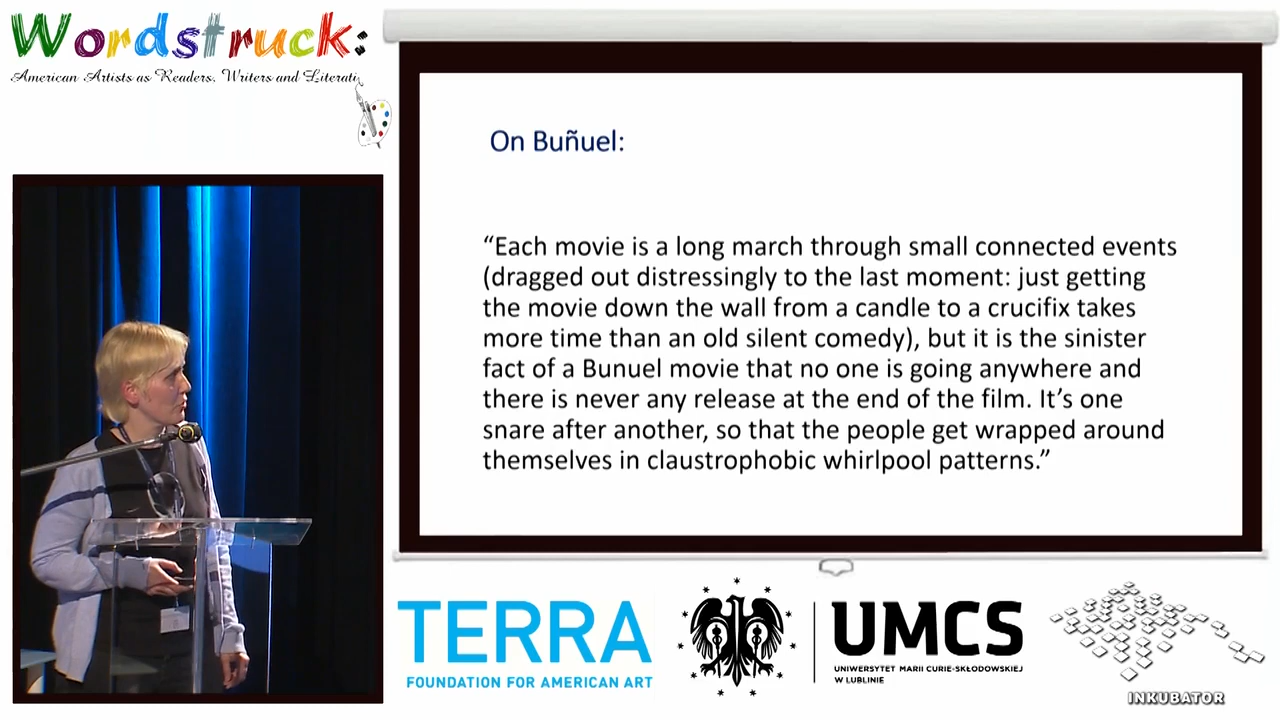 Wordstruck:
American Artists as Readers, Writers and Literati
On Buñuel:
“Each movie is a long march through small connected events
(dragged out distressingly to the last moment: just getting
the movie down the wall from a candle to a crucifix takes
more time than an old silent comedy), but it is the sinister
fact of a Bunuel movie that no one is going anywhere and
there is never any release at the end of the film. It’s one
snare after another, so that the people get wrapped around
themselves in claustrophobic whirlpool patterns.”
TERRA
FOUNDATION FOR AMERICAN ART
UMCS
UNIWERSYTET MARII CURIE-SKŁODOWSKIEJ
W LUBLINIE
INKUBATOR